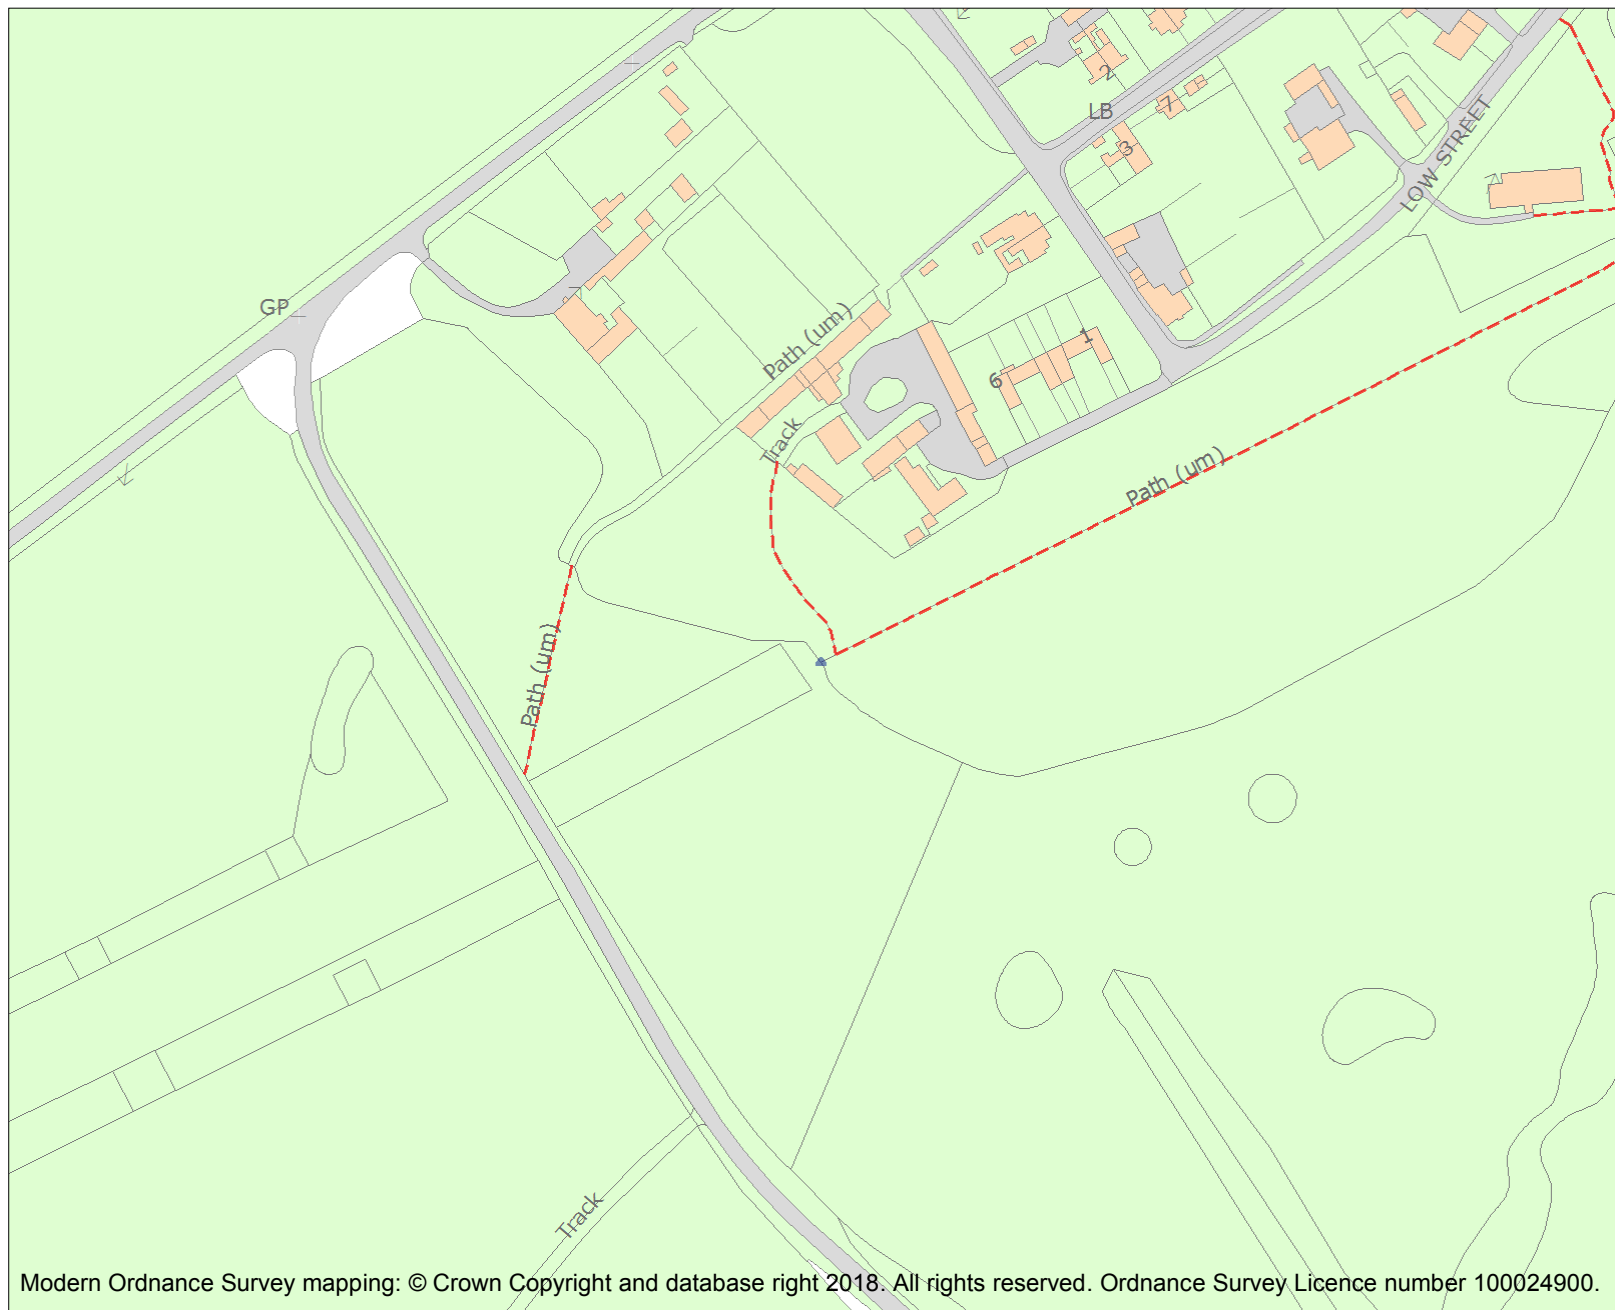 2
LB
7
3
LOW STREET
GP
Path (um)
1
6
Track
Path (um)
Path (um)
Track
Modern Ordnance Survey mapping: © Crown Copyright and database right 2018. All rights reserved. Ordnance Survey Licence number 100024900.